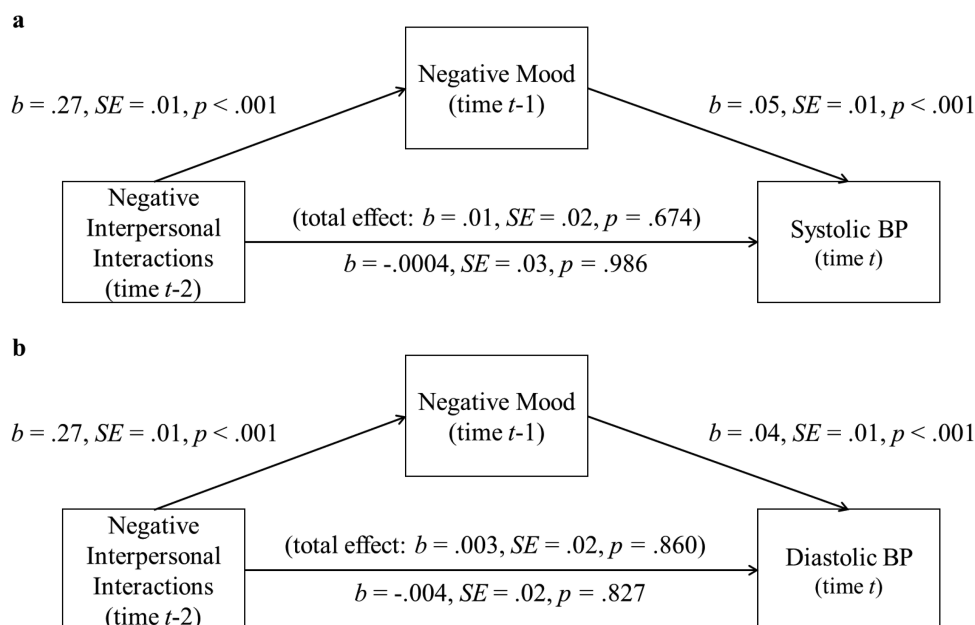 a
Negative Mood
(time t-1)
b = .27, SE = .01, p < .001
b = .05, SE = .01, p < .001
Negative
Interpersonal
Interactions
(time t-2)
(total effect: b = .01, SE = .02, p = .674)
b = -.0004, SE = .03, p = .986
Systolic BP
(time t)
b
Negative Mood
(time t-1)
b = .27, SE = .01, p < .001
b = .04, SE = .01, p < .001
Negative
Interpersonal
Interactions
(time t-2)
(total effect: b = .003, SE = .02, p = .860)
b = -.004, SE = .02, p = .827
Diastolic BP
(time t)